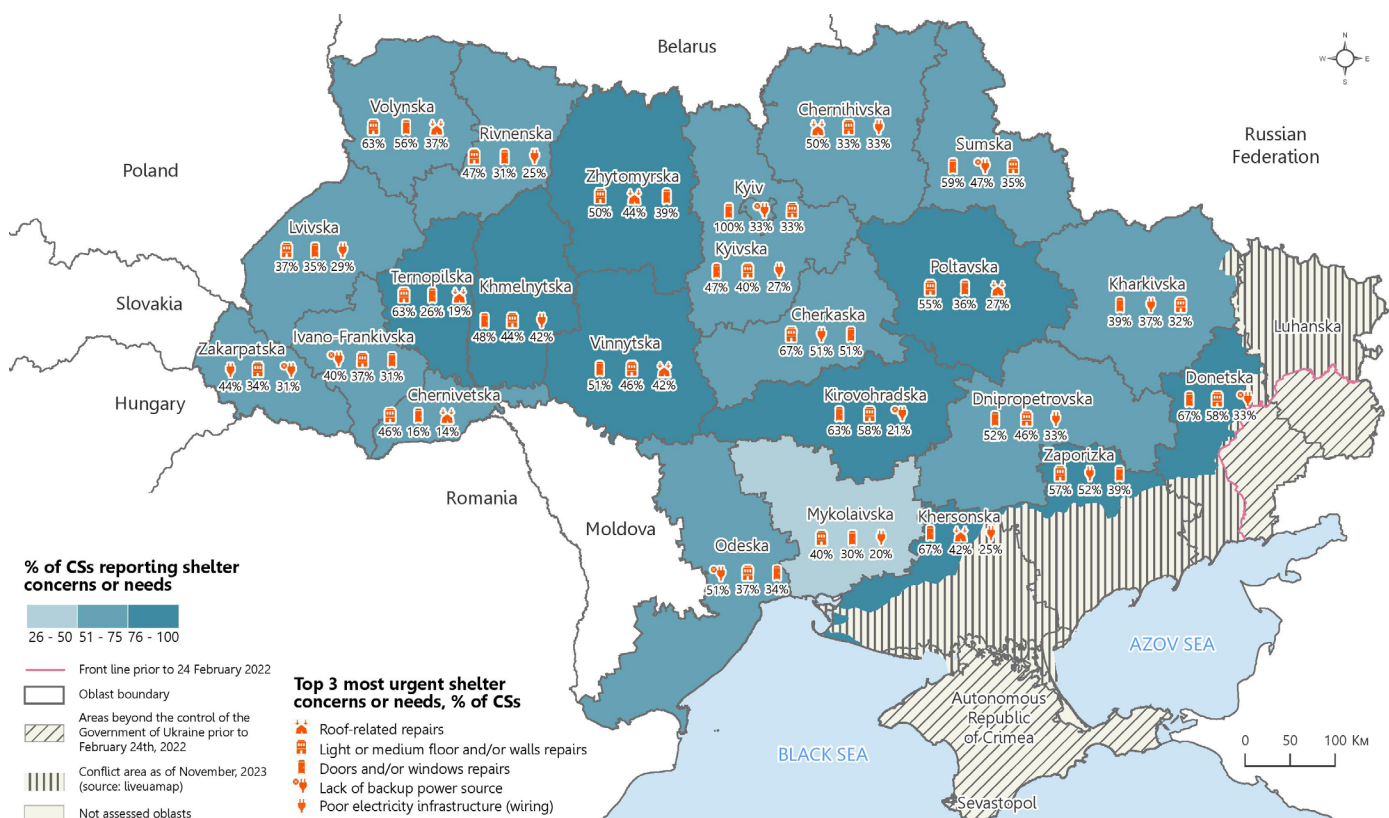 Belarus
N
W E
S
Volynska
63% 56% 37%
Rivnenska
47% 31% 25%
Chernihivska
50% 33% 33%
Sumska
59% 47% 35%
Russian
Federation
Poland
Zhytomyrska
50% 44% 39%
Kyiv
100% 33% 33%
Lvivska
37% 35% 29%
Kyivska
47% 40% 27%
Poltavska
55% 36% 27%
Ternopilska
63% 26% 19%
Khmelnytska
48% 44% 42%
Kharkivska
39% 37% 32%
Slovakia
Cherkaska
67% 51% 51%
Luhanska
Ivano-Frankivska
40% 37% 31%
Zakarpatska
44% 34% 31%
Vinnytska
51% 46% 42%
Donetska
67% 58% 33%
Hungary
Chernivetska
46% 16% 14%
Kirovohradska
63% 58% 21%
Dnipropetrovska
52% 46% 33%
Zaporizka
57% 52% 39%
Romania
Moldova
Mykolaivska
40% 30% 20%
Khersonska
67% 42% 25%
Odeska
51% 37% 34%
AZOV SEA
Autonomous
Republic
of Crimea
BLACK SEA
Sevastopol
0 50 100 KM
% of CSs reporting shelter
concerns or needs
26 - 50 51 - 75 76 - 100
Front line prior to 24 February 2022
Oblast boundary
Areas beyond the control of the
Government of Ukraine prior to
February 24th, 2022
Conflict area as of November, 2023
(source: liveuamap)
Not assessed oblasts
Top 3 most urgent shelter
concerns or needs, % of CSs
Roof-related repairs
Light or medium floor and/or walls repairs
Doors and/or windows repairs
Lack of backup power source
Poor electricity infrastructure (wiring)